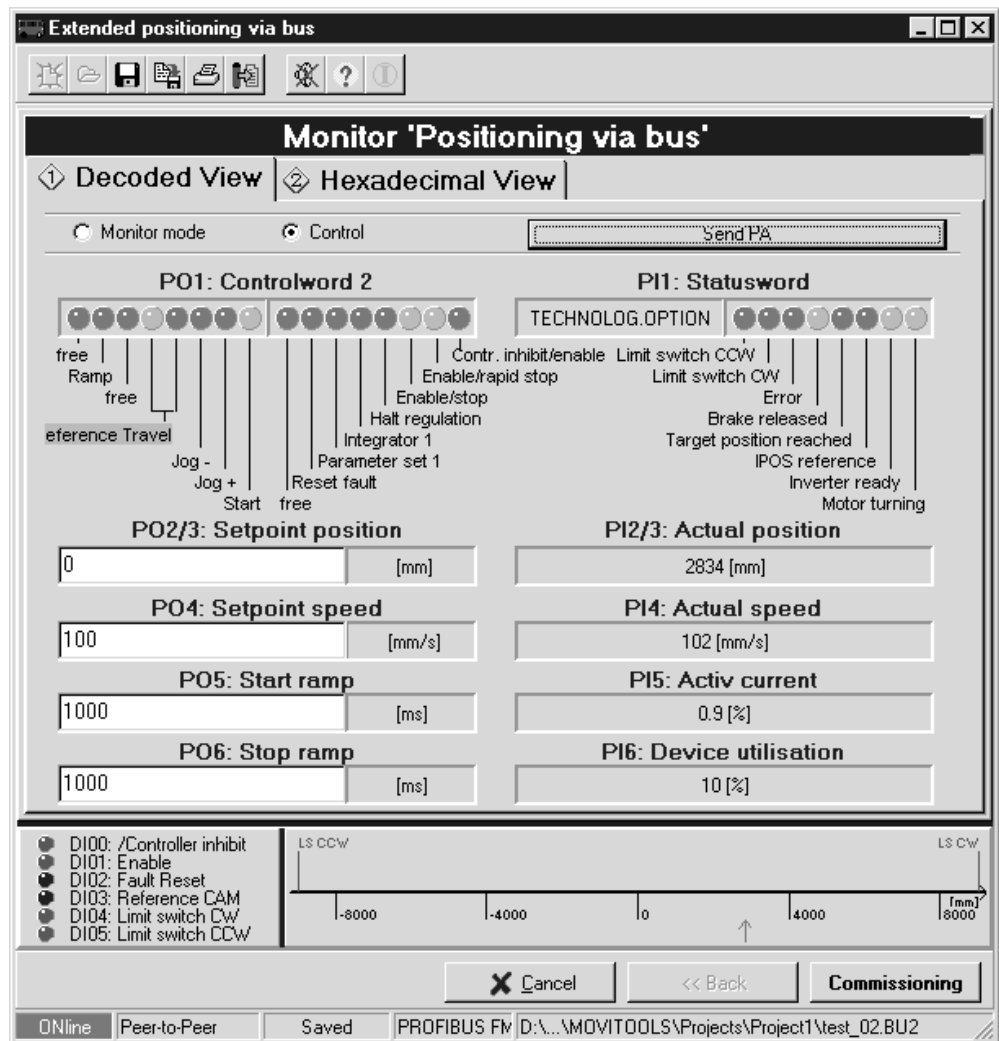 Extended positioning via bus
Monitor 'Positioning via bus'
1 Decoded View
2 Hexadecimal View
Monitor mode
Control
Send PA
PO1: Controlword 2
PI1: Statusword
TECHNOLOG.OPTION
free
Ramp
free
eference Travel
Jog -
Jog +
Start
Contr. inhibit/enable
Enable/rapid stop
Enable/stop
Halt regulation
Integrator 1
Parameter set 1
Reset fault
free
Limit switch CCW
Limit switch CW
Error
Brake released
Target position reached
IPOS reference
Inverter ready
Motor turning
PO2/3: Setpoint position
0 [mm]
PI2/3: Actual position
2834 [mm]
PO4: Setpoint speed
100 [mm/s]
PI4: Actual speed
102 [mm/s]
PO5: Start ramp
1000 [ms]
PI5: Activ current
0.9 [%]
PO6: Stop ramp
1000 [ms]
PI6: Device utilisation
10 [%]
DI00: /Controller inhibit
DI01: Enable
DI02: Fault Reset
DI03: Reference CAM
DI04: Limit switch CW
DI05: Limit switch CCW
LS CCW
LS CW
-8000 -4000 0 4000 8000
[mm]
Cancel
<< Back
Commissioning
ONline
Peer-to-Peer
Saved
PROFIBUS FM
D:\...\MOVITOOLS\Projects\Project1\test_02.BU2